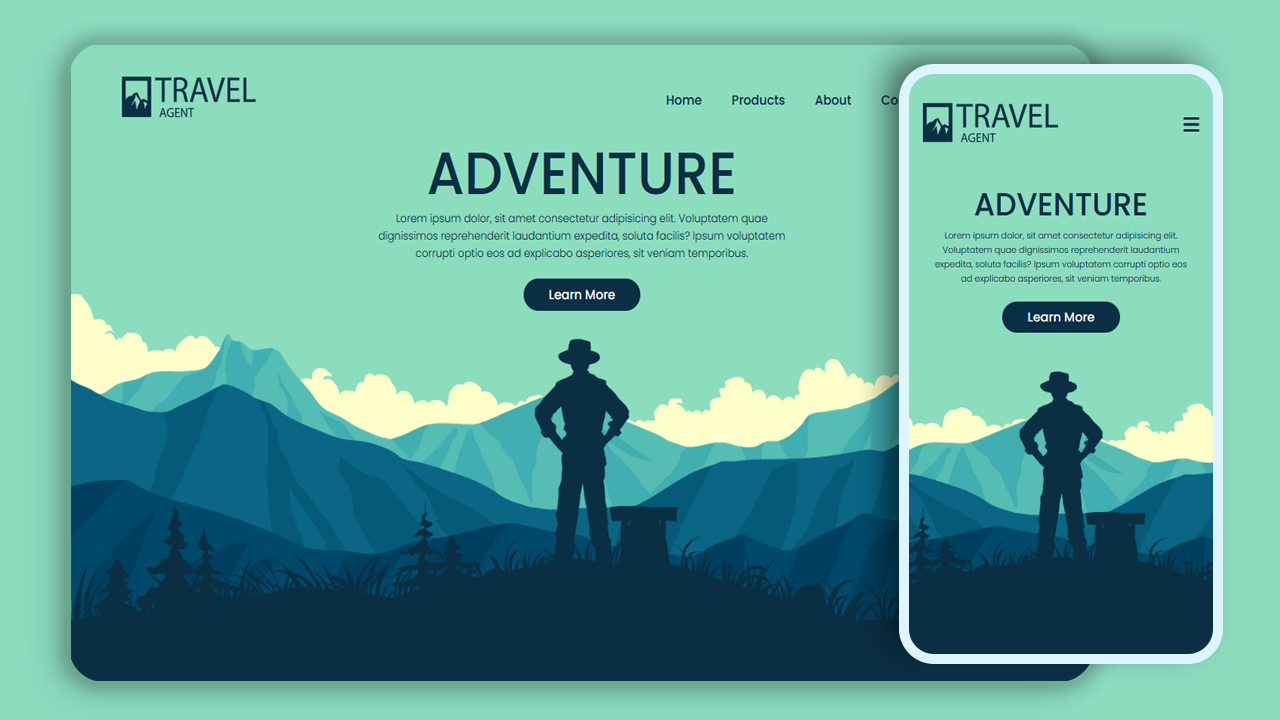 TRAVEL
AGENT
Home Products About
ADVENTURE
Lorem ipsum dolor, sit amet consectetur adipisicing elit. Voluptatem quae
dignissimos reprehenderit laudantium expedita, soluta facilis? Ipsum voluptatem
corrupti optio eos ad explicabo asperiores, sit veniam temporibus.
Learn More
TRAVEL
AGENT
ADVENTURE
Lorem ipsum dolor, sit amet consectetur adipisicing elit.
Voluptatem quae dignissimos reprehenderit laudantium
expedita, soluta facilis? Ipsum voluptatem corrupti optio eos
ad explicabo asperiores, sit veniam temporibus.
Learn More